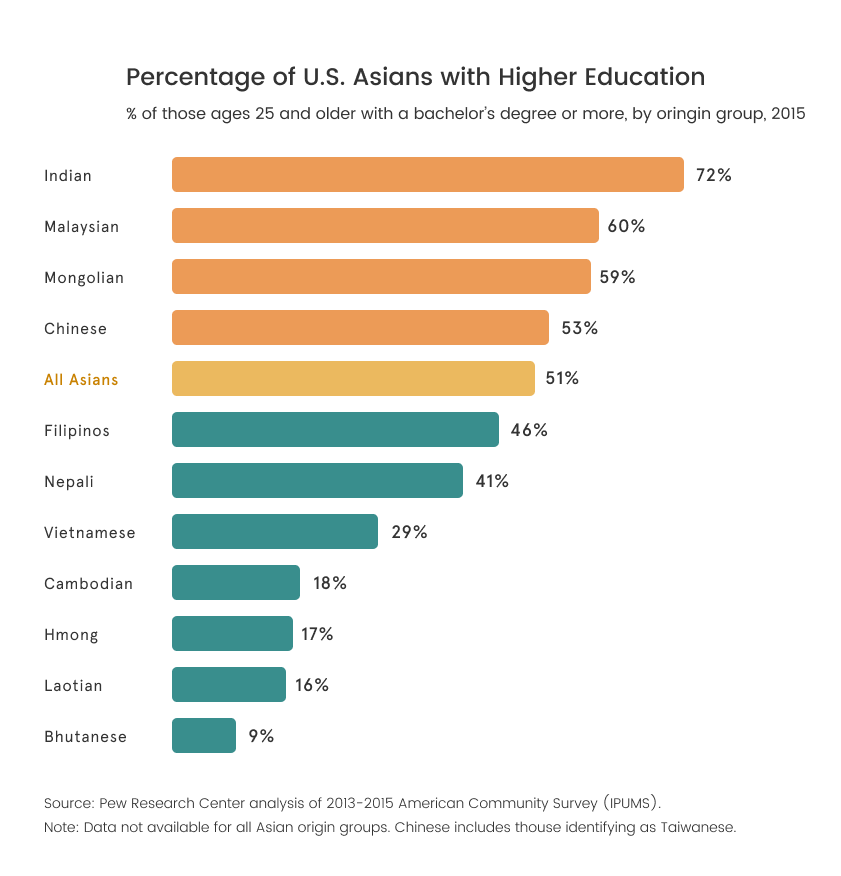 Percentage of U.S. Asians with Higher Education
% of those ages 25 and older with a bachelor's degree or more, by oringin group, 2015
Indian 72%
Malaysian 60%
Mongolian 59%
Chinese 53%
All Asians 51%
Filipinos 46%
Nepali 41%
Vietnamese 29%
Cambodian 18%
Hmong 17%
Laotian 16%
Bhutanese 9%
Source: Pew Research Center analysis of 2013-2015 American Community Survey (IPUMS).
Note: Data not available for all Asian origin groups. Chinese includes thouse identifying as Taiwanese.